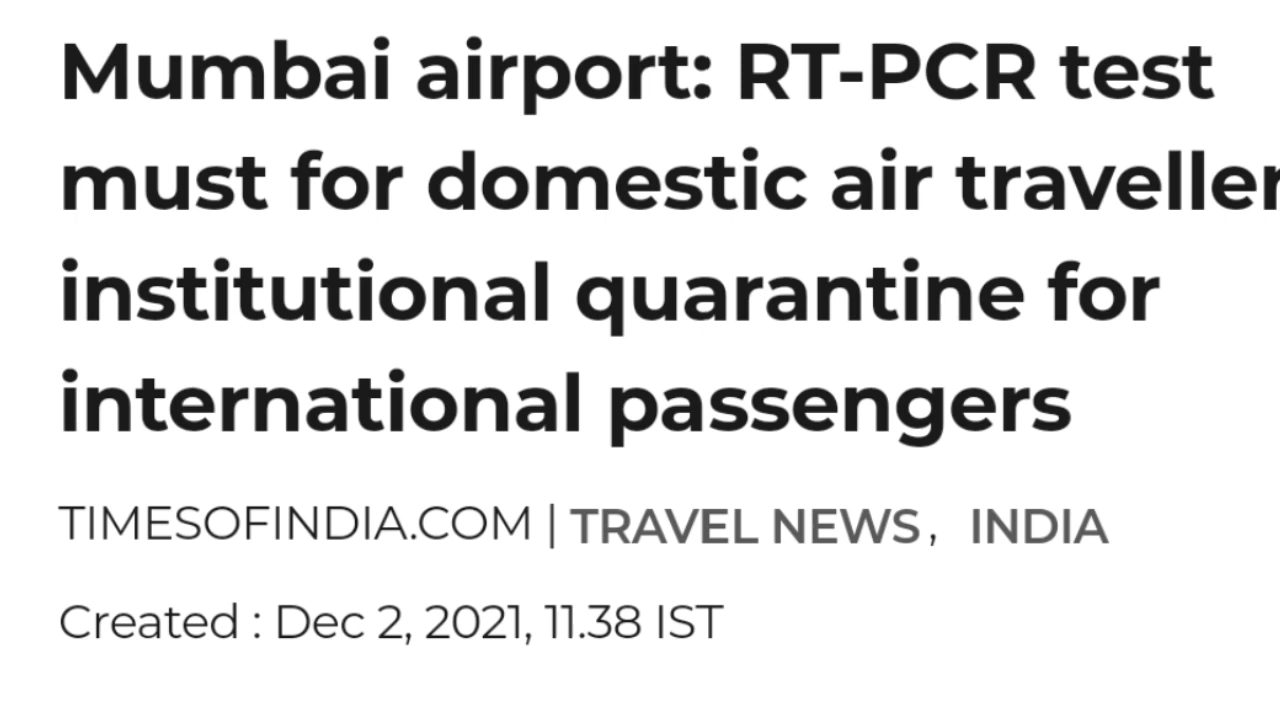 Mumbai airport: RT-PCR test
must for domestic air traveller
institutional quarantine for
international passengers
TIMESOFINDIA.COM | TRAVEL NEWS, INDIA
Created : Dec 2, 2021, 11.38 IST